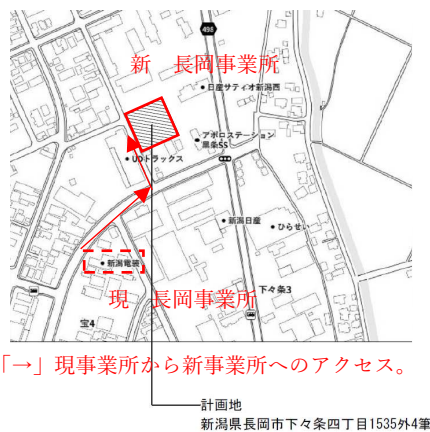 498
新　長岡事業所
日産サティオ新潟西
アポロステーション
黒条SS
UDトラックス
新潟日産
ひらせい
新潟電装
現　長岡事業所
下々条3
宝4
「→」現事業所から新事業所へのアクセス。
計画地
新潟県長岡市下々条四丁目1535外4筆